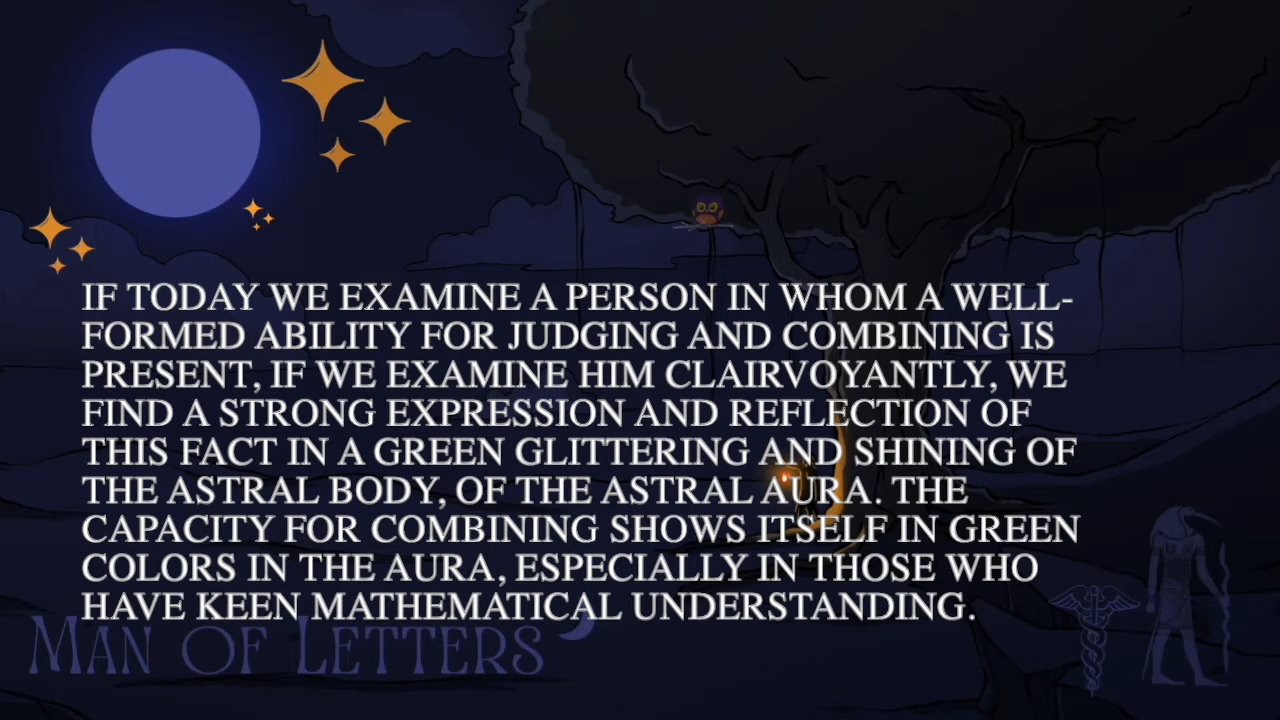 IF TODAY WE EXAMINE A PERSON IN WHOM A WELL-
FORMED ABILITY FOR JUDGING AND COMBINING IS
PRESENT, IF WE EXAMINE HIM CLAIRVOYANTLY, WE
FIND A STRONG EXPRESSION AND REFLECTION OF
THIS FACT IN A GREEN GLITTERING AND SHINING OF
THE ASTRAL BODY, OF THE ASTRAL AURA. THE
CAPACITY FOR COMBINING SHOWS ITSELF IN GREEN
COLORS IN THE AURA, ESPECIALLY IN THOSE WHO
HAVE KEEN MATHEMATICAL UNDERSTANDING.
MAN OF LETTERS